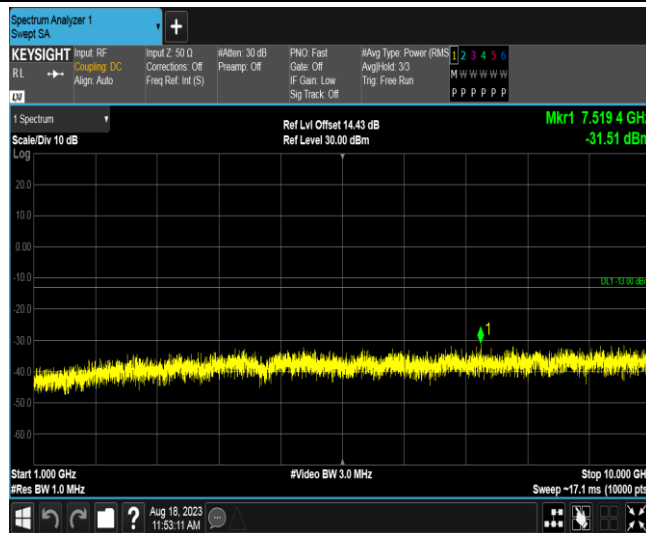 Spectrum Analyzer 1
Swept SA
+
KEYSIGHT
RL
LXI
Input: RF
Coupling: DC
Align: Auto
Input Z: 50 Ω
Corrections: Off
Freq Ref: Int (S)
#Atten: 30 dB
Preamp: Off
PNO: Fast
Gate: Off
IF Gain: Low
Sig Track: Off
#Avg Type: Power (RMS
Avg|Hold: 3/3
Trig: Free Run
1 2 3 4 5 6
M W W W W W
P P P P P P
1 Spectrum
Scale/Div 10 dB
Ref Lvl Offset 14.43 dB
Ref Level 30.00 dBm
Mkr1 7.519 4 GHz
-31.51 dBm
Log
20.0
10.0
0.00
-10.0
DL1 -13.00 dBm
-20.0
-30.0
1
-40.0
-50.0
-60.0
Start 1.000 GHz
#Res BW 1.0 MHz
#Video BW 3.0 MHz
Stop 10.000 GHz
Sweep ~17.1 ms (10000 pts)
?
Aug 18, 2023
11:53:11 AM